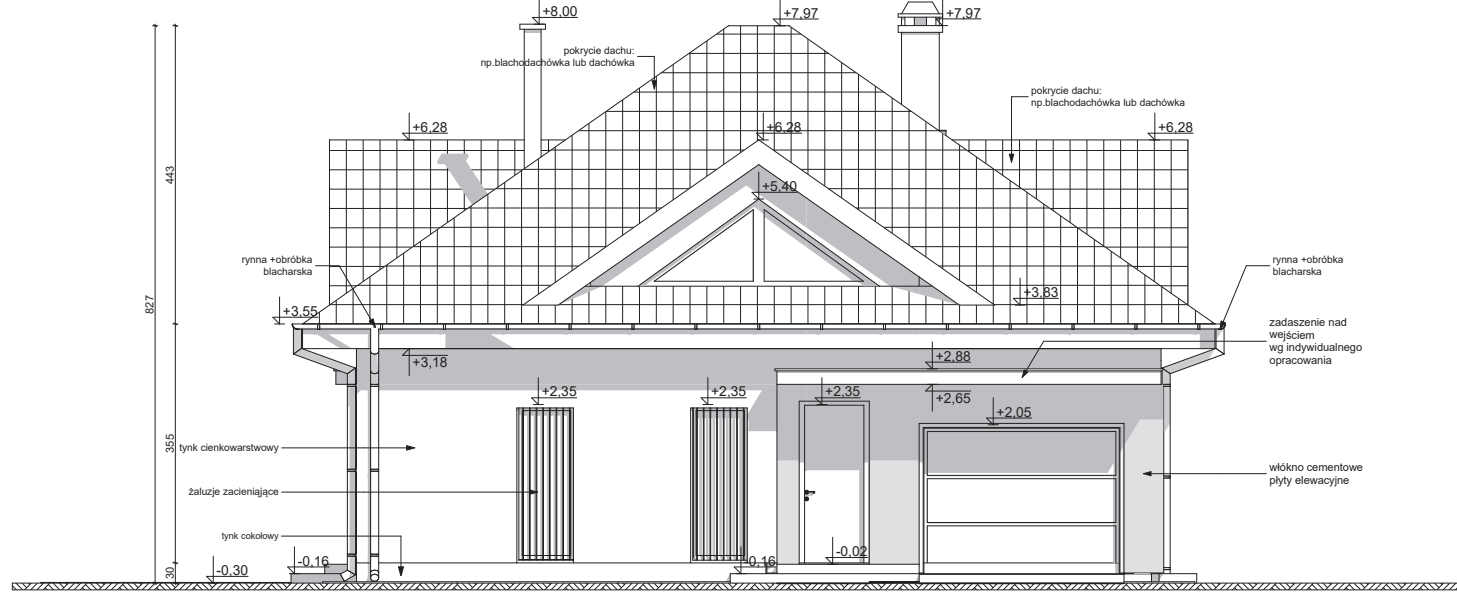 +8,00
+7,97
+7,97
pokrycie dachu:
np.blachodachówka lub dachówka
pokrycie dachu:
np.blachodachówka lub dachówka
+6,28
+6,28
+6,28
443
+5,40
rynna +obróbka
blacharska
rynna +obróbka
blacharska
827
+3,83
+3,55
zadaszenie nad
wejściem
wg indywidualnego
opracowania
+3,18
+2,88
+2,35
+2,35
+2,35
+2,65
+2,05
355
tynk cienkowarstwowy
włókno cementowe
płyty elewacyjne
żaluzje zacieniające
tynk cokołowy
-0,02
-0,16
-0,16
-0,30
30